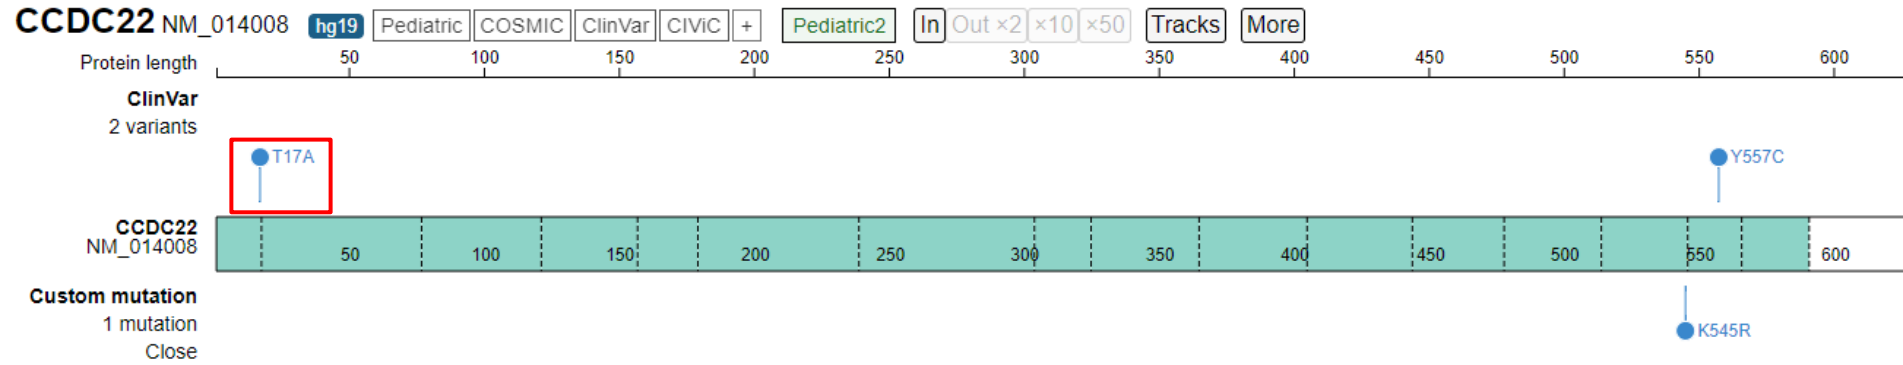 CCDC22 NM_014008 hg19 Pediatric COSMIC ClinVar CIViC + Pediatric2 In Out ×2 ×10 ×50 Tracks More
Protein length 50 100 150 200 250 300 350 400 450 500 550 600
ClinVar
2 variants
T17A Y557C
CCDC22
NM_014008 50 100 150 200 250 300 350 400 450 500 550 600
Custom mutation
1 mutation
K545R
Close